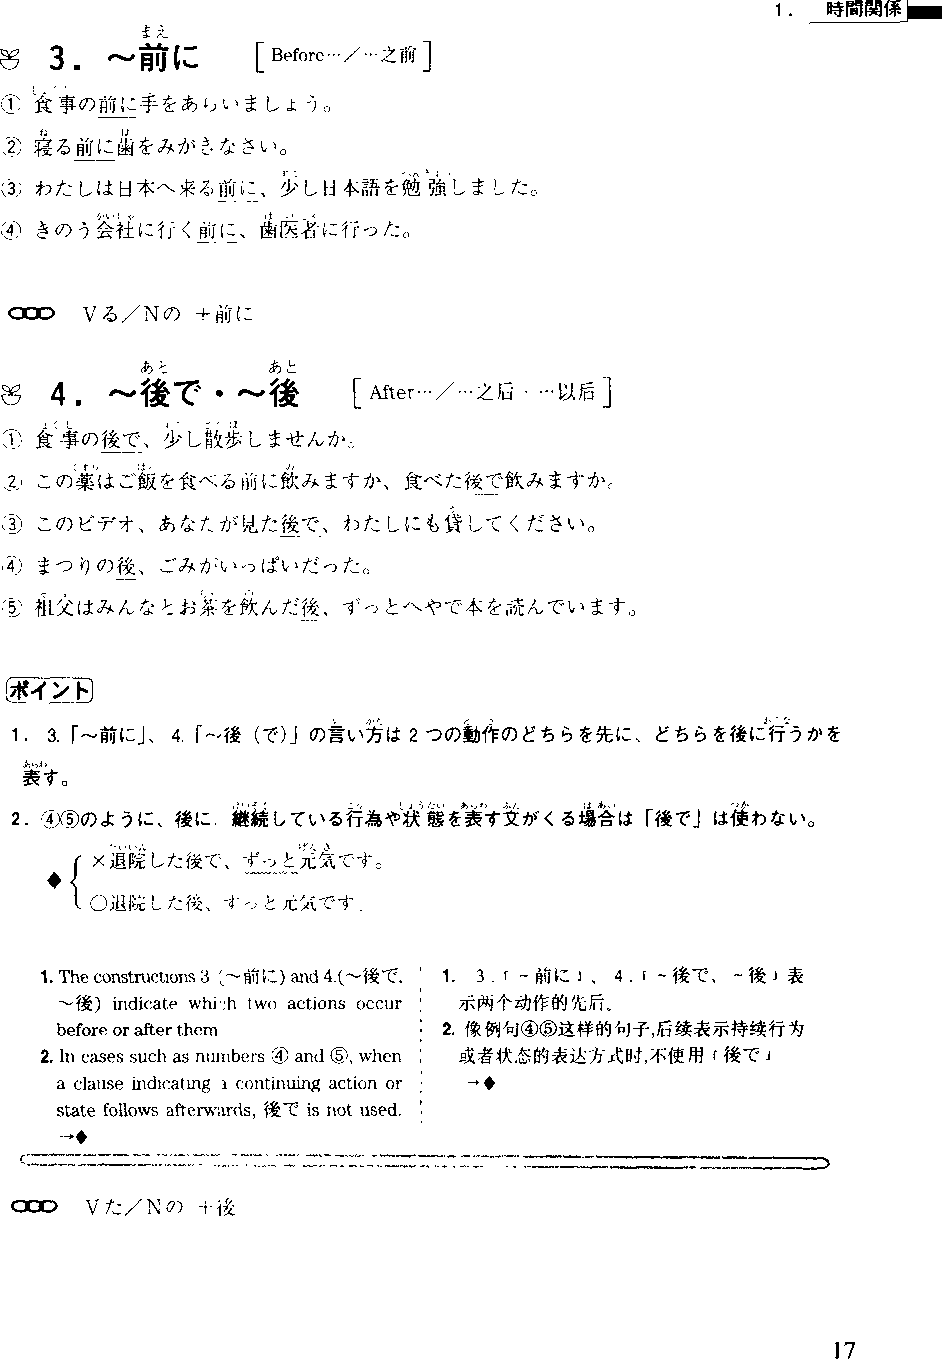 1. 時間関係
まえ
3. ～前に [Before…／…之前]
① 食事の前に手をあらいましょう。
② 寝る前に歯をみがきなさい。
③ わたしは日本へ来る前に、少し日本語を勉強しました。
④ きのう会社に行く前に、歯医者に行った。
Vる／Nの ＋前に
あと あと
4. ～後で・～後 [After…／…之后・…以后]
① 食事の後で、少し散歩しませんか。
② この薬はご飯を食べる前に飲みますか、食べた後で飲みますか。
③ このビデオ、あなたが見た後で、わたしにも貸してください。
④ まつりの後、ごみがいっぱいだった。
⑤ 祖父はみんなとお茶を飲んだ後、ずっとへやで本を読んでいます。
ポイント
1. 3.「～前に」、4.「～後（で）」の言い方は2つの動作のどちらを先に、どちらを後に行うかを
表す。
2. ④⑤のように、後に、継続している行為や状態を表す文がくる場合は「後で」は使わない。
×退院した後で、ずっと元気です。
◆
○退院した後、ずっと元気です。
1. The constructions 3 (～前に) and 4.(～後で.
～後) indicate which two actions occur
before or after them
2. In cases such as numbers ④ and ⑤, when
a clause indicating a continuing action or
state follows afterwards, 後で is not used.
→◆
1. 3.「～前に」、4.「～後で、～後」表
示两个动作的先后。
2. 像例句④⑤这样的句子,后续表示持续行为
或者状态的表达方式时,不使用「後で」
→◆
Vた／Nの ＋後
17